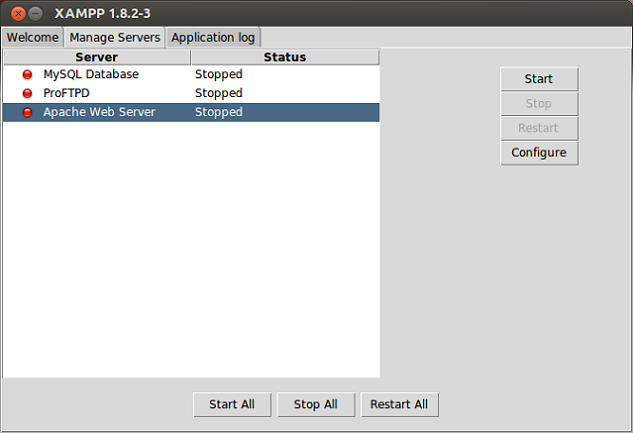 XAMPP 1.8.2-3
Welcome Manage Servers Application log
Server Status
MySQL Database Stopped
ProFTPD Stopped
Apache Web Server Stopped
Start
Stop
Restart
Configure
Start All Stop All Restart All